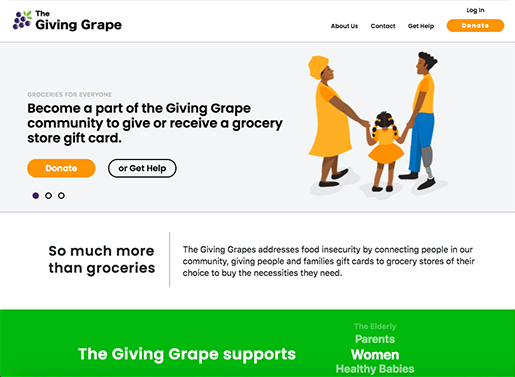 The
Giving Grape
Log In
About Us
Contact
Get Help
Donate
GROCERIES FOR EVERYONE
Become a part of the Giving Grape
community to give or receive a grocery
store gift card.
Donate
or Get Help
So much more
than groceries
The Giving Grapes addresses food insecurity by connecting people in our
community, giving people and families gift cards to grocery stores of their
choice to buy the necessities they need.
The Giving Grape supports
The Elderly
Parents
Women
Healthy Babies